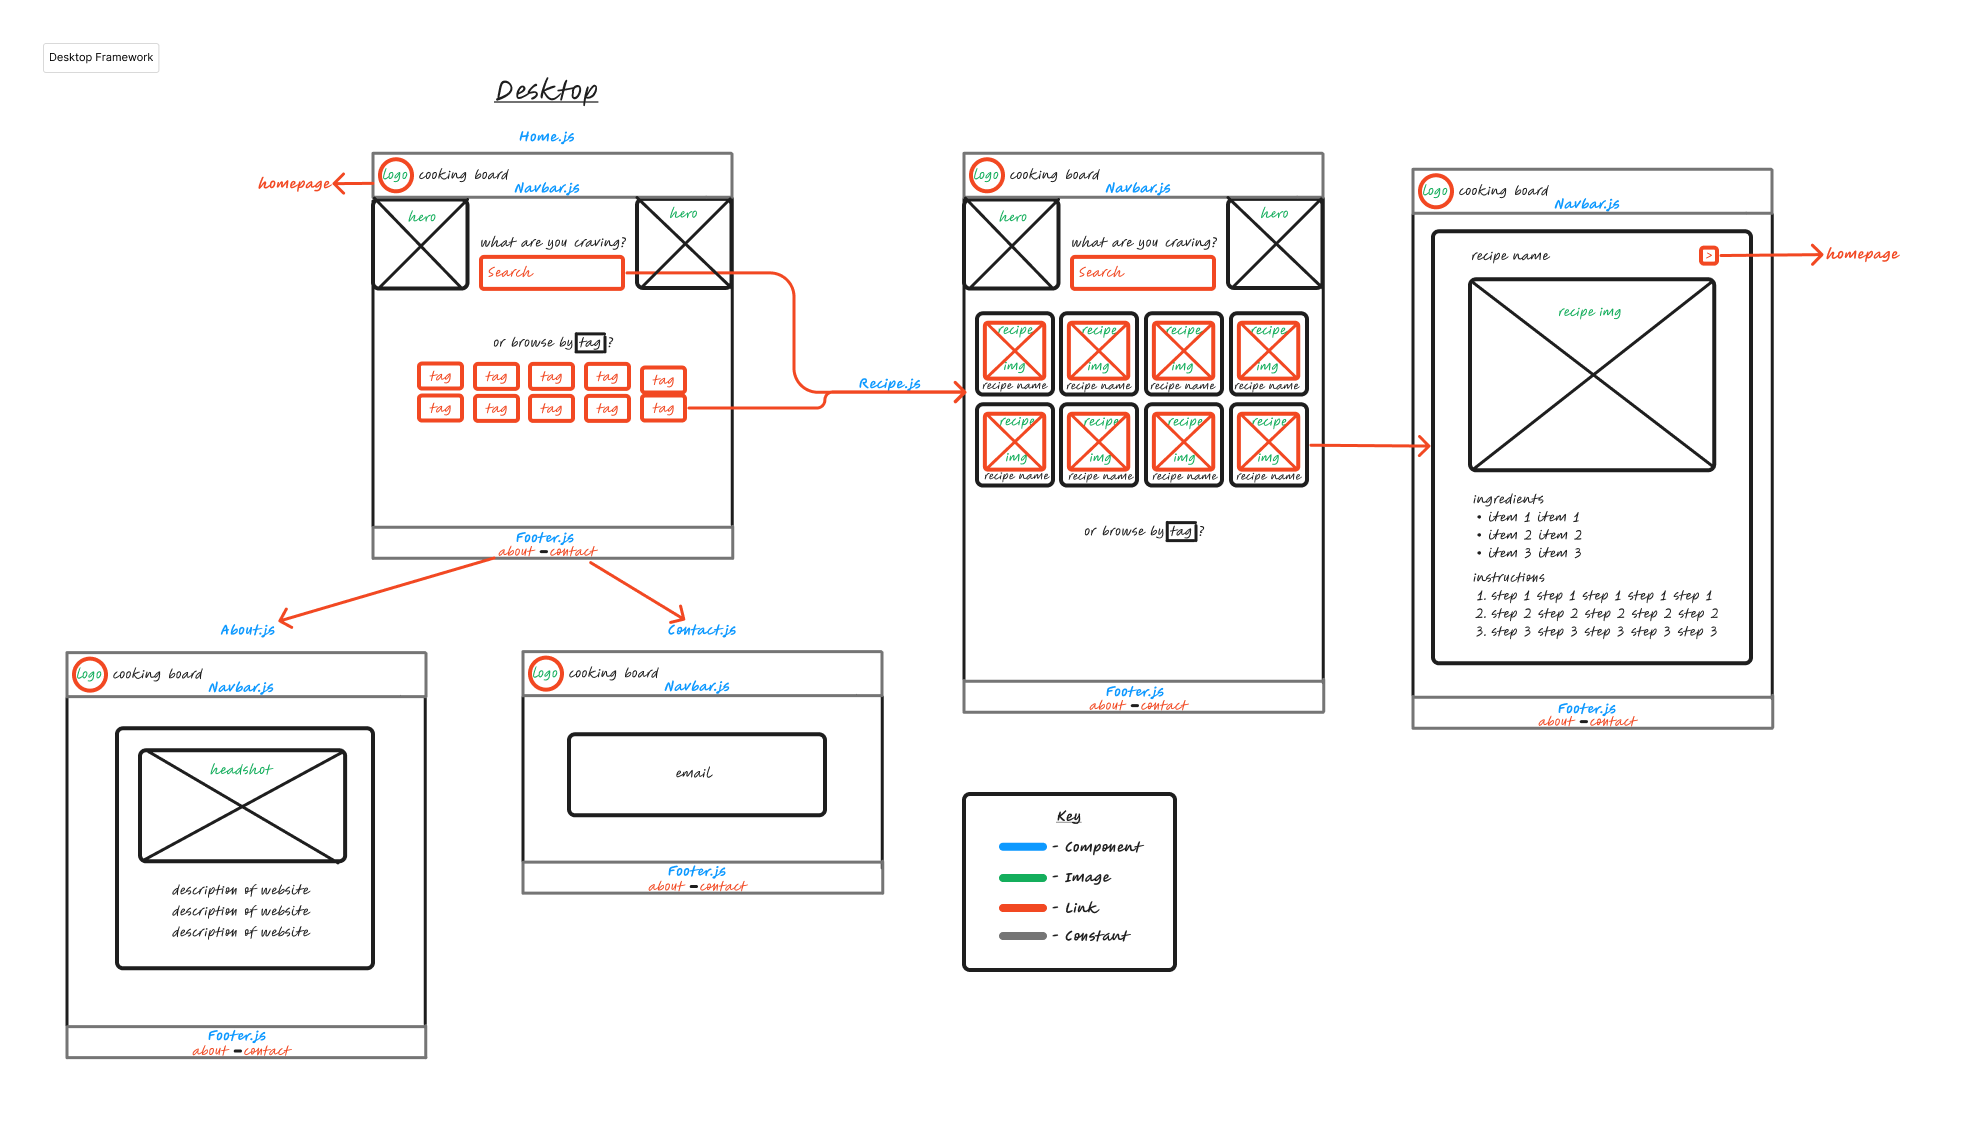 Desktop Framework
Desktop
Home.js
logo cooking board
Navbar.js
homepage
hero
hero
what are you craving?
Search
or browse by tag ?
tag tag tag tag tag
tag tag tag tag tag
Footer.js
about - contact
Recipe.js
logo cooking board
Navbar.js
hero
hero
what are you craving?
Search
recipe recipe recipe recipe
img img img img
recipe name recipe name recipe name recipe name
recipe recipe recipe recipe
img img img img
recipe name recipe name recipe name recipe name
or browse by tag ?
Footer.js
about - contact
logo cooking board
Navbar.js
recipe name
>
homepage
recipe img
ingredients
• item 1 item 1
• item 2 item 2
• item 3 item 3
instructions
1. step 1 step 1 step 1 step 1 step 1
2. step 2 step 2 step 2 step 2 step 2
3. step 3 step 3 step 3 step 3 step 3
Footer.js
about - contact
About.js
logo cooking board
Navbar.js
headshot
description of website
description of website
description of website
Footer.js
about - contact
Contact.js
logo cooking board
Navbar.js
email
Footer.js
about - contact
Key
- Component
- Image
- Link
- Constant